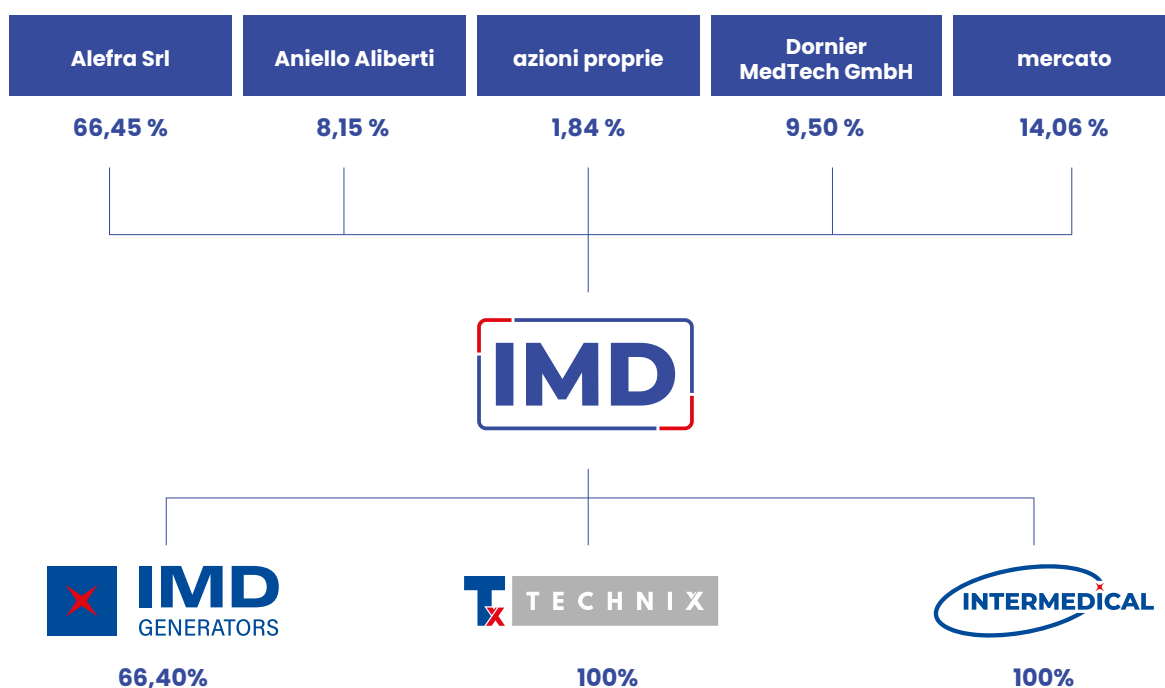 Alefra Srl
Aniello Aliberti
azioni proprie
Dornier
MedTech GmbH
mercato
66,45 %
8,15 %
1,84 %
9,50 %
14,06 %
IMD
IMD
GENERATORS
Tx TECHNIX
INTERMEDICAL
66,40%
100%
100%